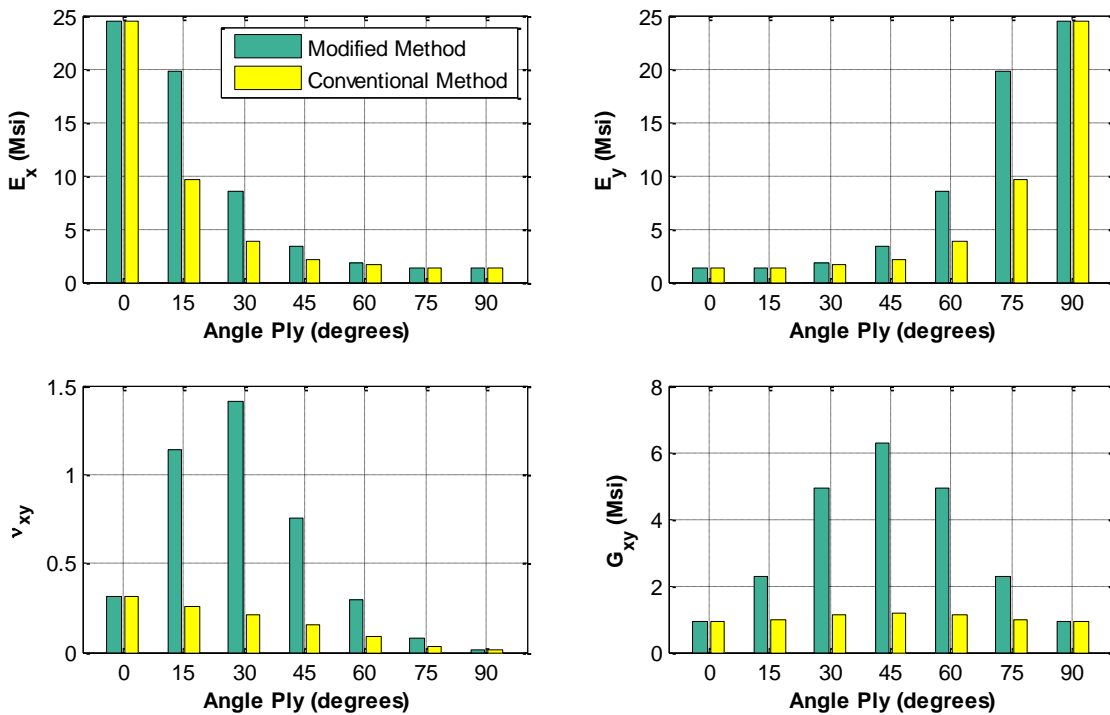 25
20
15
10
5
0
E_x (Msi)
Modified Method
Conventional Method
0 15 30 45 60 75 90
Angle Ply (degrees)
25
20
15
10
5
0
E_y (Msi)
0 15 30 45 60 75 90
Angle Ply (degrees)
1.5
1
0.5
0
ν_xy
0 15 30 45 60 75 90
Angle Ply (degrees)
8
6
4
2
0
G_xy (Msi)
0 15 30 45 60 75 90
Angle Ply (degrees)